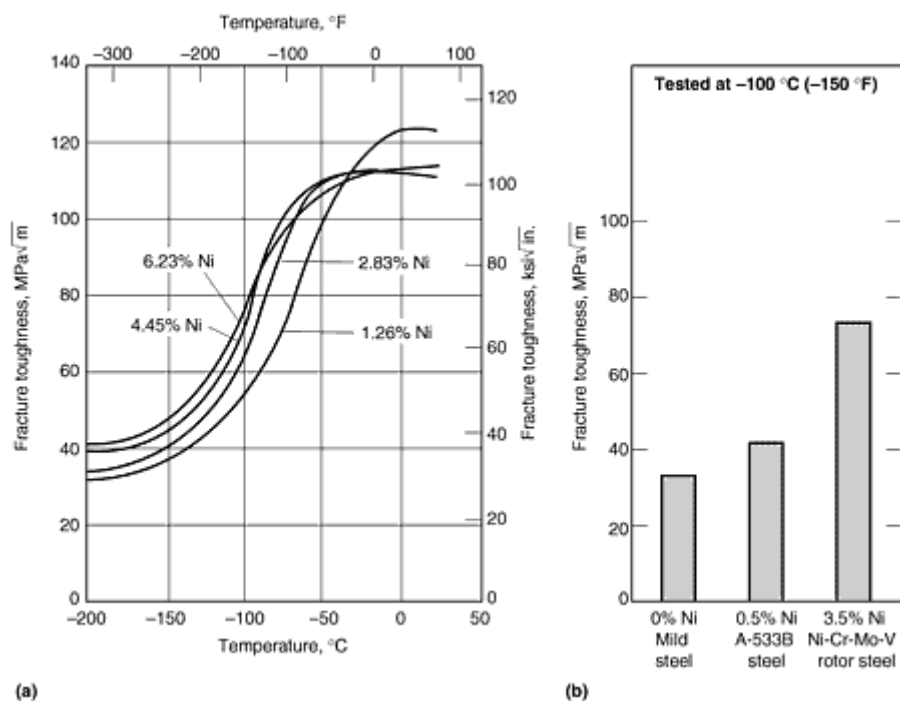 Temperature, °F
–300 –200 –100 0 100
140
120
100
80
60
40
20
0
Fracture toughness, MPa√m
6.23% Ni
4.45% Ni
2.83% Ni
1.26% Ni
120
100
80
60
40
20
0
Fracture toughness, ksi√in.
–200 –150 –100 –50 0 50
Temperature, °C
(a)
Tested at –100 °C (–150 °F)
100
80
60
40
20
0
Fracture toughness, MPa√m
0% Ni
Mild
steel
0.5% Ni
A-533B
steel
3.5% Ni
Ni-Cr-Mo-V
rotor steel
(b)